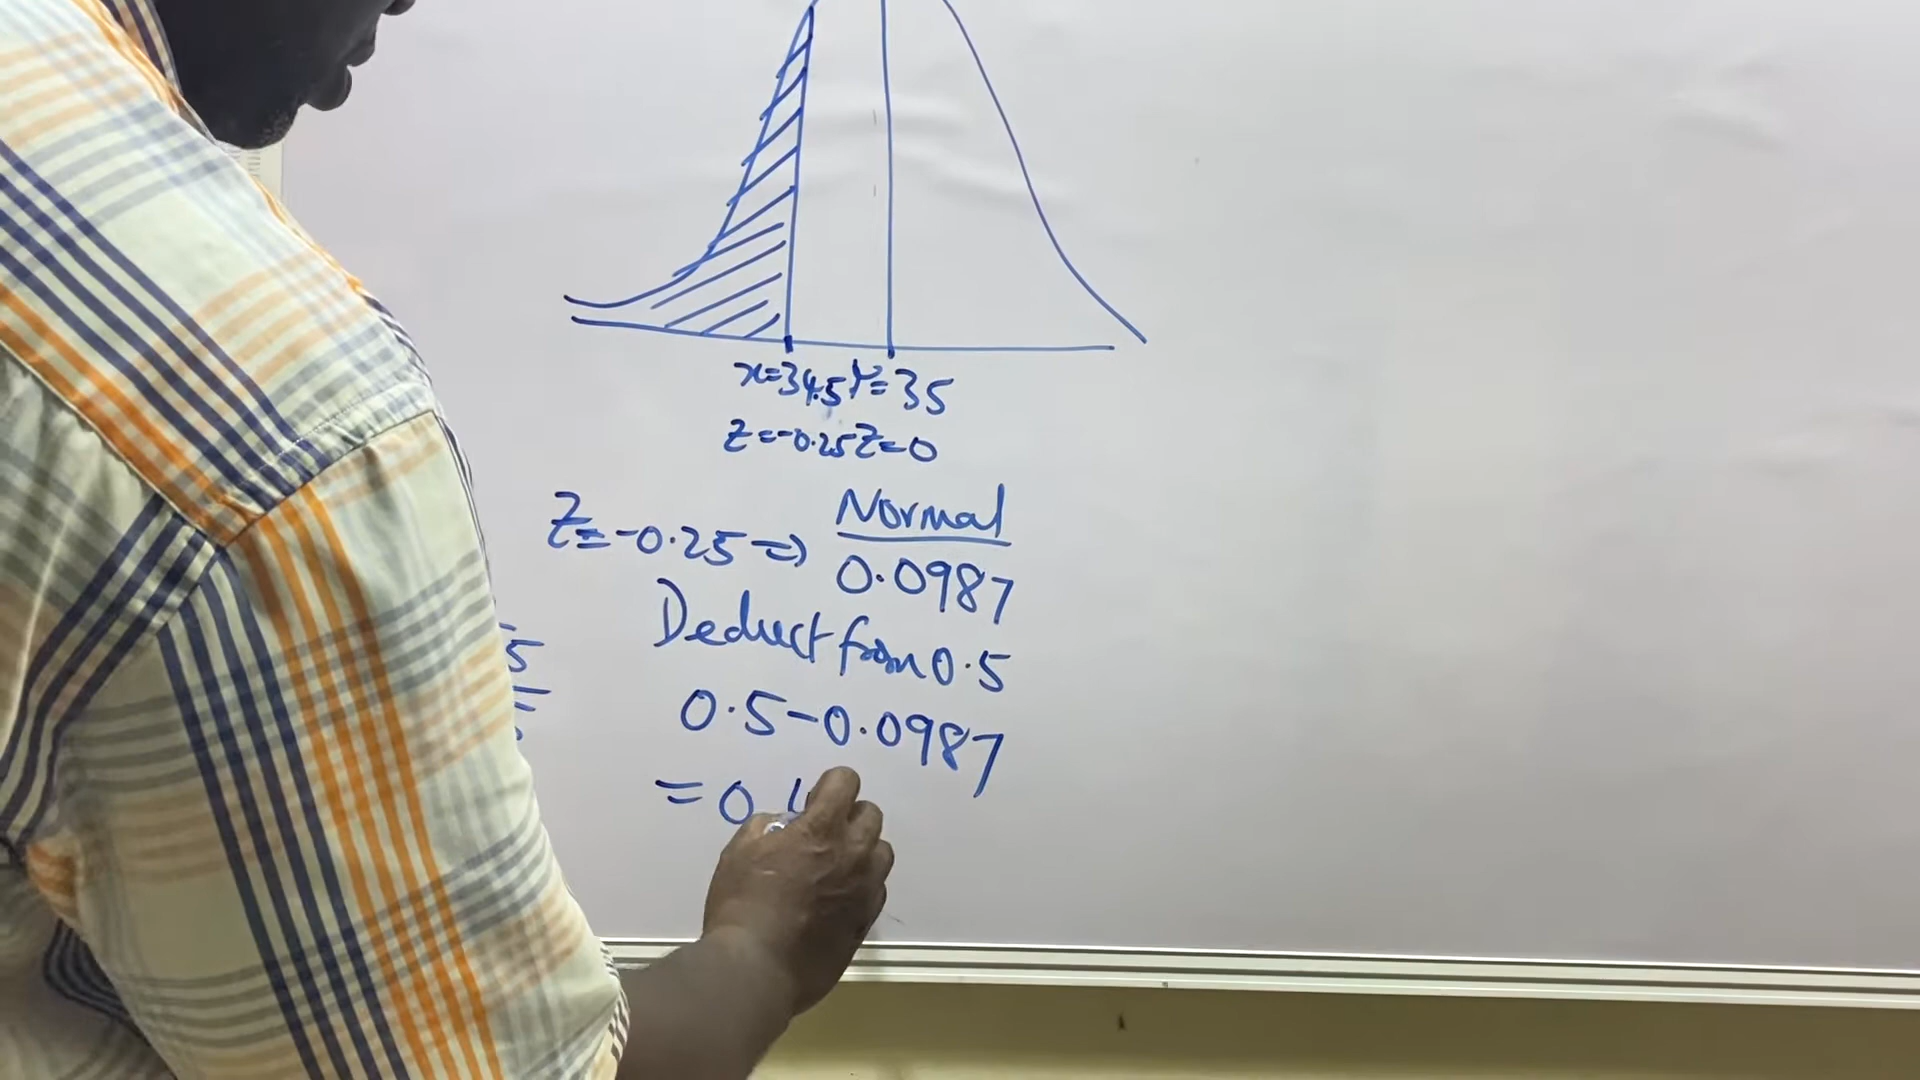 x=34.5 μ=35
Z=-0.25 Z=0
Normal
Z=-0.25 => 0.0987
Deduct from 0.5
5
0.5-0.0987
= 0.4